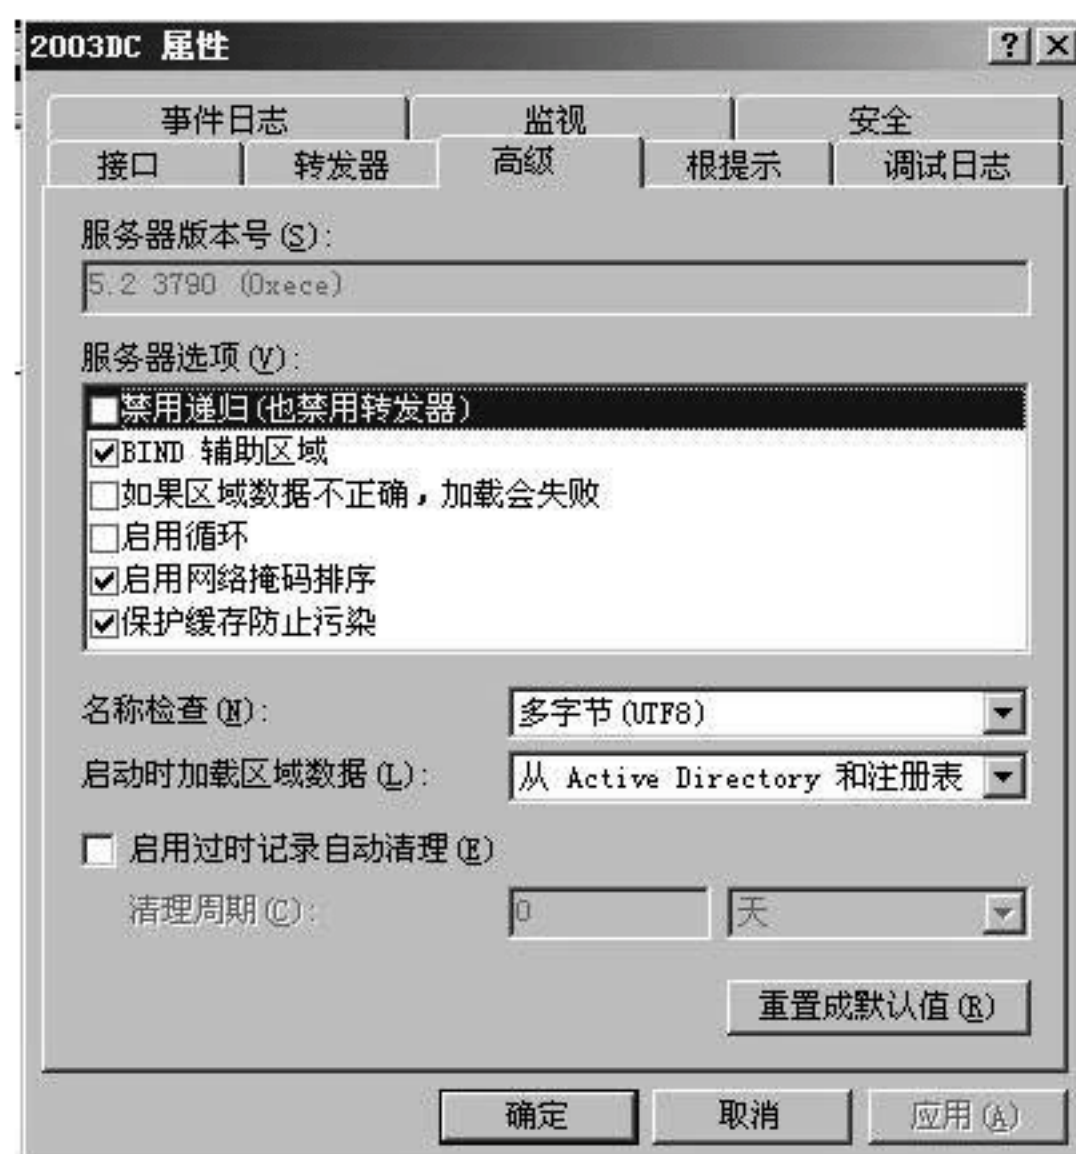 2003DC 属性
事件日志 监视 安全
接口 转发器 高级 根提示 调试日志
服务器版本号(S):
5.2 3790 (0xece)
服务器选项(V):
禁用递归(也禁用转发器)
BIND 辅助区域
如果区域数据不正确，加载会失败
启用循环
启用网络掩码排序
保护缓存防止污染
名称检查(N): 多字节(UTF8)
启动时加载区域数据(L): 从 Active Directory 和注册表
启用过时记录自动清理(E)
清理周期(C): 0 天
重置成默认值(R)
确定 取消 应用(A)